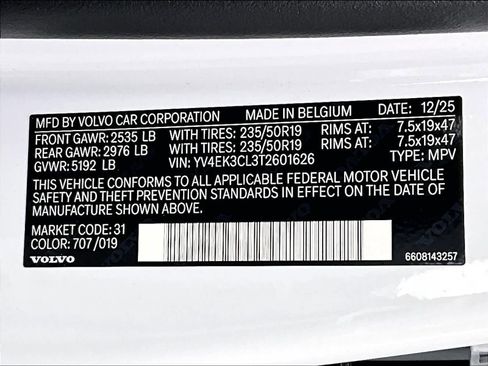 MFD BY VOLVO CAR CORPORATION MADE IN BELGIUM DATE: 12/25
FRONT GAWR: 2535 LB WITH TIRES: 235/50R19 RIMS AT: 7.5x19x47
REAR GAWR: 2976 LB WITH TIRES: 235/50R19 RIMS AT: 7.5x19x47
GVWR: 5192 LB VIN: YV4EK3CL3T2601626 TYPE: MPV
THIS VEHICLE CONFORMS TO ALL APPLICABLE FEDERAL MOTOR VEHICLE
SAFETY AND THEFT PREVENTION STANDARDS IN EFFECT ON THE DATE OF
MANUFACTURE SHOWN ABOVE.
MARKET CODE: 31
COLOR: 707/019
VOLVO 6608143257